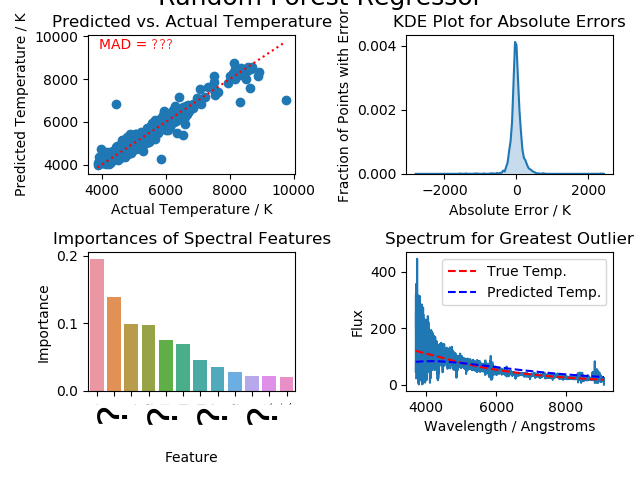 Random Forest Regressor
Predicted vs. Actual Temperature
Predicted Temperature / K
MAD = ???
10000
8000
6000
4000
4000 6000 8000 10000
Actual Temperature / K
KDE Plot for Absolute Errors
Fraction of Points with Error
0.004
0.002
0.000
−2000 0 2000
Absolute Error / K
Importances of Spectral Features
Importance
0.2
0.1
0.0
? ? ? ?
Feature
Spectrum for Greatest Outlier
Flux
400
200
0
True Temp.
Predicted Temp.
4000 6000 8000
Wavelength / Angstroms